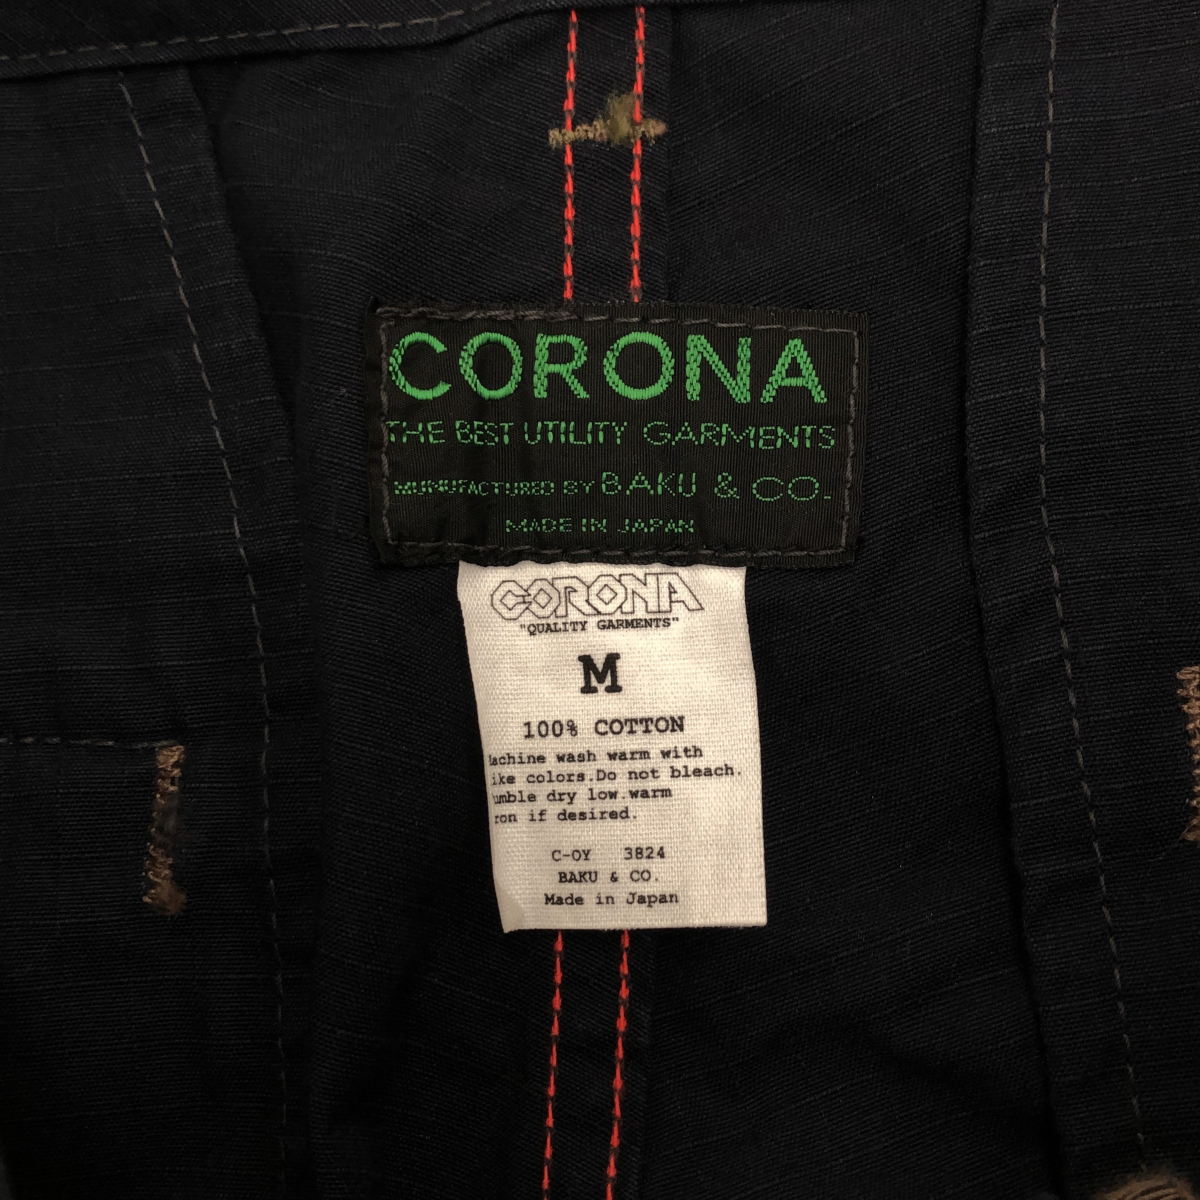 CORONA
THE BEST UTILITY GARMENTS
MUNUFACTURED BY BAKU & CO.
MADE IN JAPAN
CORONA
"QUALITY GARMENTS"
M
100% COTTON
achine wash warm with
ike colors.Do not bleach.
umble dry low.warm
ron if desired.
C-OY 3824
BAKU & CO.
Made in Japan